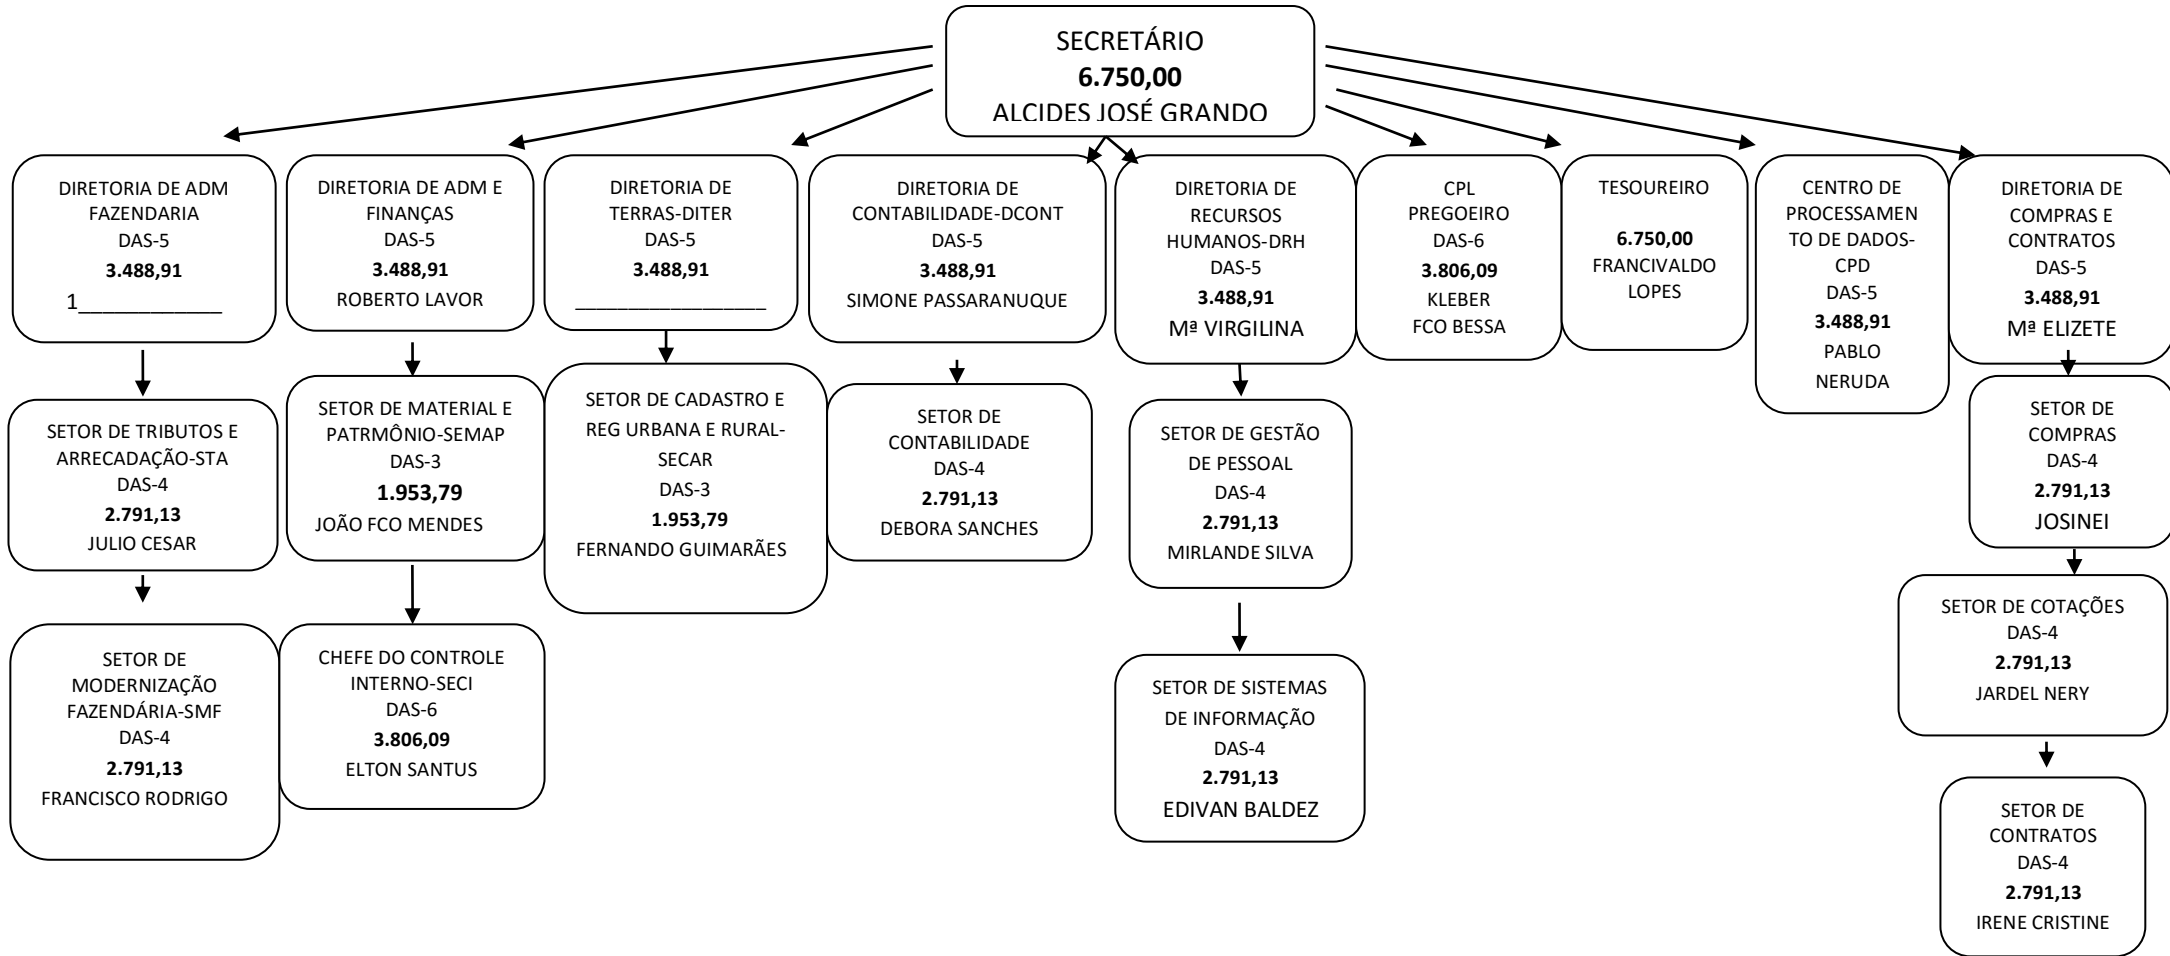 SECRETÁRIO
6.750,00
ALCIDES JOSÉ GRANDO
DIRETORIA DE ADM
FAZENDARIA
DAS-5
3.488,91
1_____________
DIRETORIA DE ADM E
FINANÇAS
DAS-5
3.488,91
ROBERTO LAVOR
DIRETORIA DE
TERRAS-DITER
DAS-5
3.488,91
__________________
DIRETORIA DE
CONTABILIDADE-DCONT
DAS-5
3.488,91
SIMONE PASSARANUQUE
DIRETORIA DE
RECURSOS
HUMANOS-DRH
DAS-5
3.488,91
Mª VIRGILINA
CPL
PREGOEIRO
DAS-6
3.806,09
KLEBER
FCO BESSA
TESOUREIRO
6.750,00
FRANCIVALDO
LOPES
CENTRO DE
PROCESSAMEN
TO DE DADOS-
CPD
DAS-5
3.488,91
PABLO
NERUDA
DIRETORIA DE
COMPRAS E
CONTRATOS
DAS-5
3.488,91
Mª ELIZETE
SETOR DE TRIBUTOS E
ARRECADAÇÃO-STA
DAS-4
2.791,13
JULIO CESAR
SETOR DE MATERIAL E
PATRMÔNIO-SEMAP
DAS-3
1.953,79
JOÃO FCO MENDES
SETOR DE CADASTRO E
REG URBANA E RURAL-
SECAR
DAS-3
1.953,79
FERNANDO GUIMARÃES
SETOR DE
CONTABILIDADE
DAS-4
2.791,13
DEBORA SANCHES
SETOR DE GESTÃO
DE PESSOAL
DAS-4
2.791,13
MIRLANDE SILVA
SETOR DE
COMPRAS
DAS-4
2.791,13
JOSINEI
SETOR DE
MODERNIZAÇÃO
FAZENDÁRIA-SMF
DAS-4
2.791,13
FRANCISCO RODRIGO
CHEFE DO CONTROLE
INTERNO-SECI
DAS-6
3.806,09
ELTON SANTUS
SETOR DE SISTEMAS
DE INFORMAÇÃO
DAS-4
2.791,13
EDIVAN BALDEZ
SETOR DE COTAÇÕES
DAS-4
2.791,13
JARDEL NERY
SETOR DE
CONTRATOS
DAS-4
2.791,13
IRENE CRISTINE